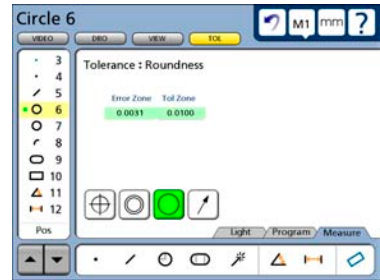 Circle 6
M1 mm ?
VIDEO DRO VIEW TOL
3
4
5
6
7
8
9
10
11
12
Pos
Tolerance : Roundness
Error Zone Tol Zone
0.0031 0.0100
Light Program Measure